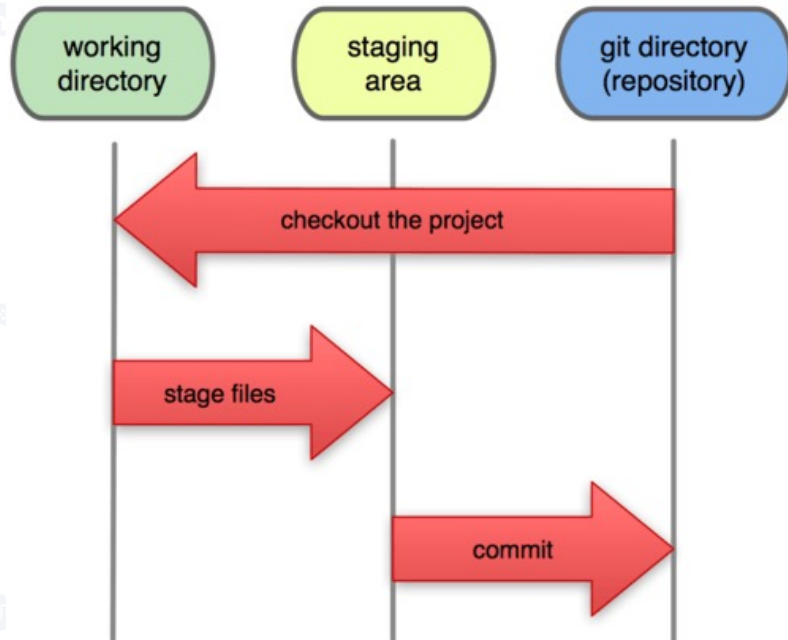 working
directory
staging
area
git directory
(repository)
checkout the project
stage files
commit